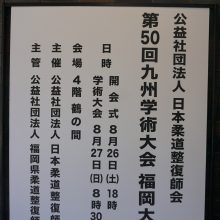 公益社団法人 日本柔道整復師会
第50回九州学術大会 福岡大
日時 開会式 8月26日(土)18時
学術大会 8月27日(日)8時30
会場 4階 鶴の間
主催 公益社団法人 日本柔道整復師
主管 公益社団法人 福岡県柔道整復